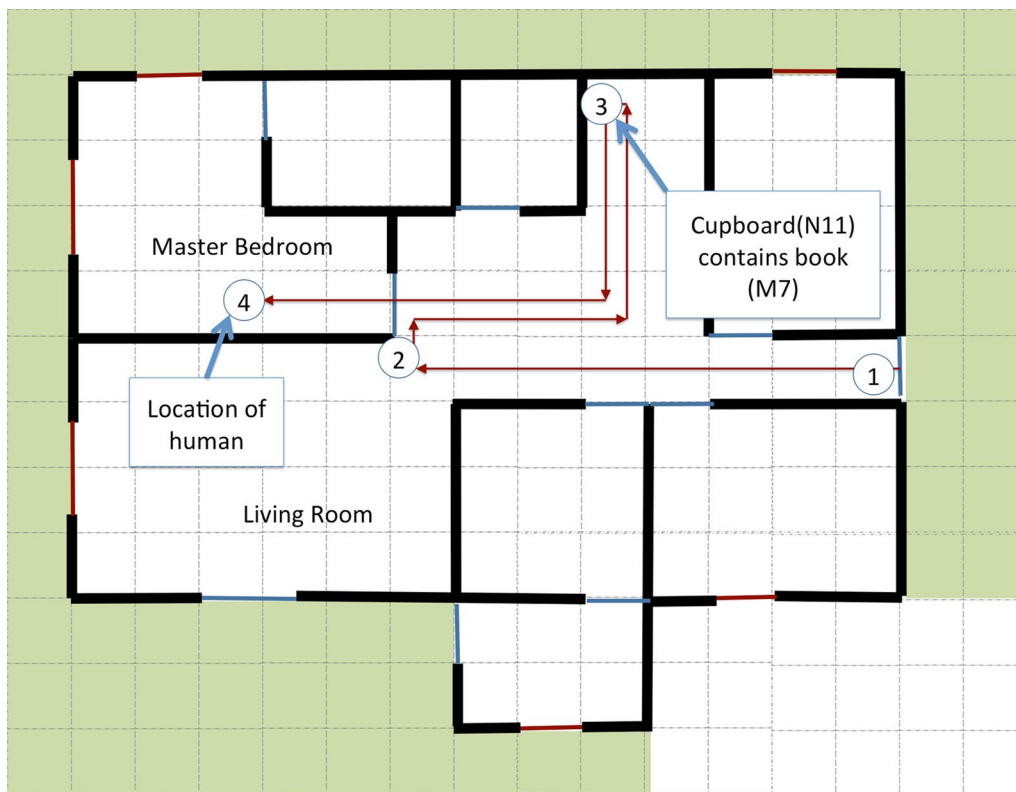 3
Cupboard(N11)
contains book
(M7)
Master Bedroom
4
2
1
Location of
human
Living Room